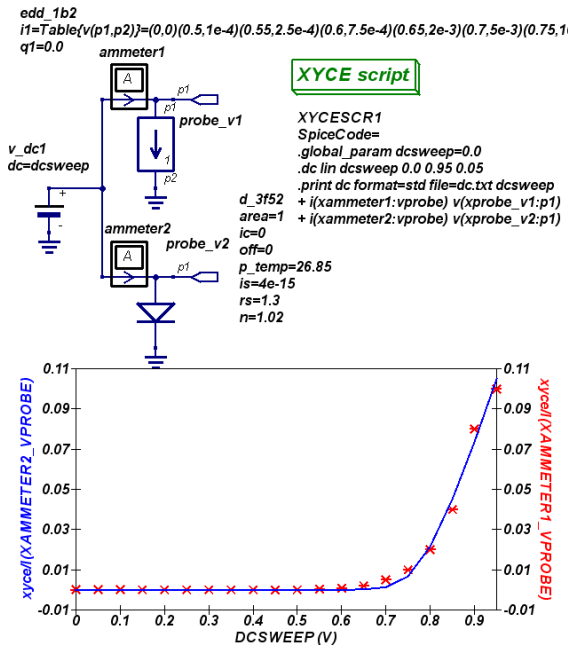 edd_1b2
i1=Table{v(p1,p2)}=(0,0)(0.5,1e-4)(0.55,2.5e-4)(0.6,7.5e-4)(0.65,2e-3)(0.7,5e-3)(0.75,10
q1=0.0
ammeter1
A
p1
p1
probe_v1
1
p2
v_dc1
dc=dcsweep
+
-
ammeter2
A
probe_v2
p1
d_3f52
area=1
ic=0
off=0
p_temp=26.85
is=4e-15
rs=1.3
n=1.02
XYCE script
XYCESCR1
SpiceCode=
.global_param dcsweep=0.0
.dc lin dcsweep 0.0 0.95 0.05
.print dc format=std file=dc.txt dcsweep
+ i(xammeter1:vprobe) v(xprobe_v1:p1)
+ i(xammeter2:vprobe) v(xprobe_v2:p1)
xyce/I(XAMMETER2_VPROBE)
0.11
0.09
0.07
0.05
0.03
0.01
-0.01
0 0.1 0.2 0.3 0.4 0.5 0.6 0.7 0.8 0.9
DCSWEEP (V)
0.11
0.09
0.07
0.05
0.03
0.01
-0.01
xyce/I(XAMMETER1_VPROBE)